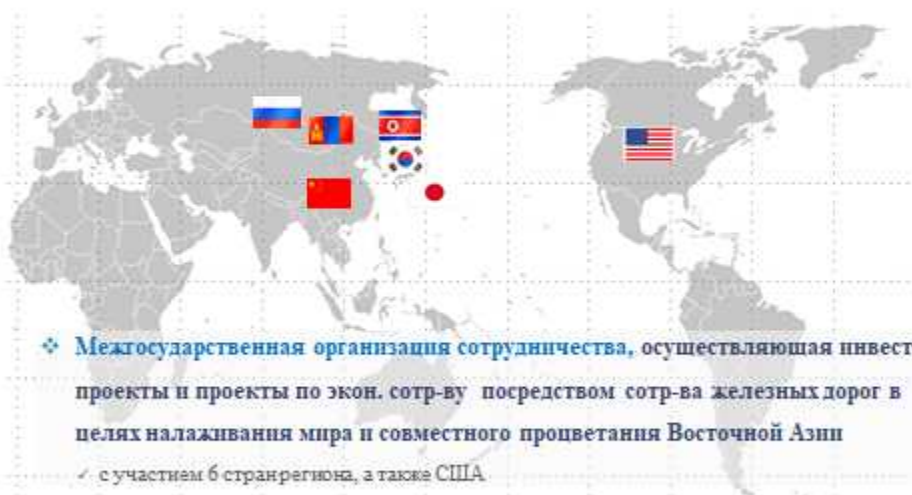 Межгосударственная организация сотрудничества, осуществляющая инвест
проекты и проекты по экон. сотр-ву посредством сотр-ва железных дорог в
целях налаживания мира и совместного процветания Восточной Азии
✓ с участием 6 стран региона, а также США